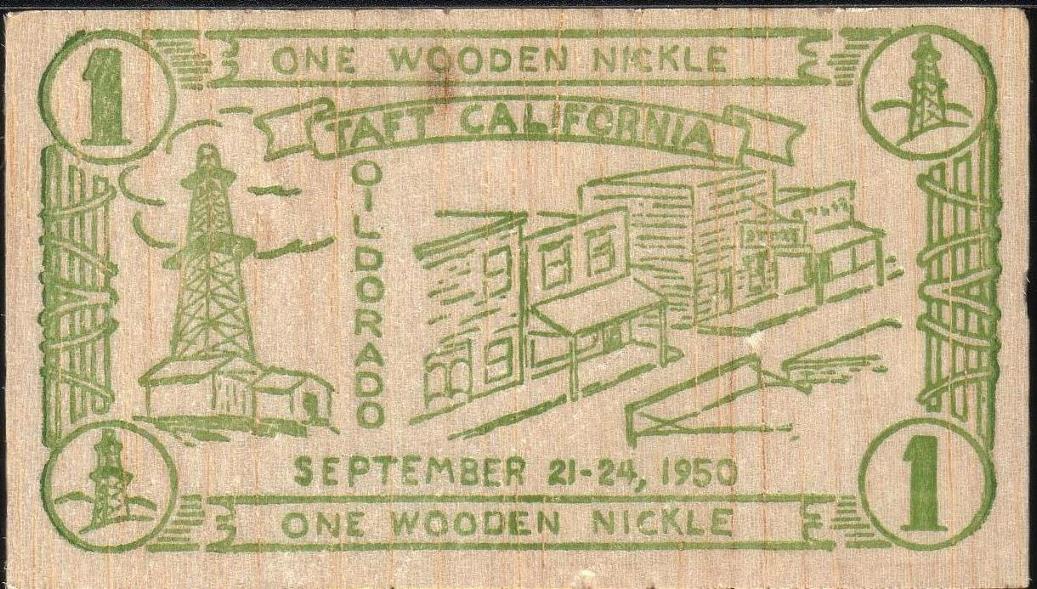 1
ONE WOODEN NICKLE
TAFT CALIFORNIA
OILDORADO
SEPTEMBER 21-24, 1950
ONE WOODEN NICKLE
1